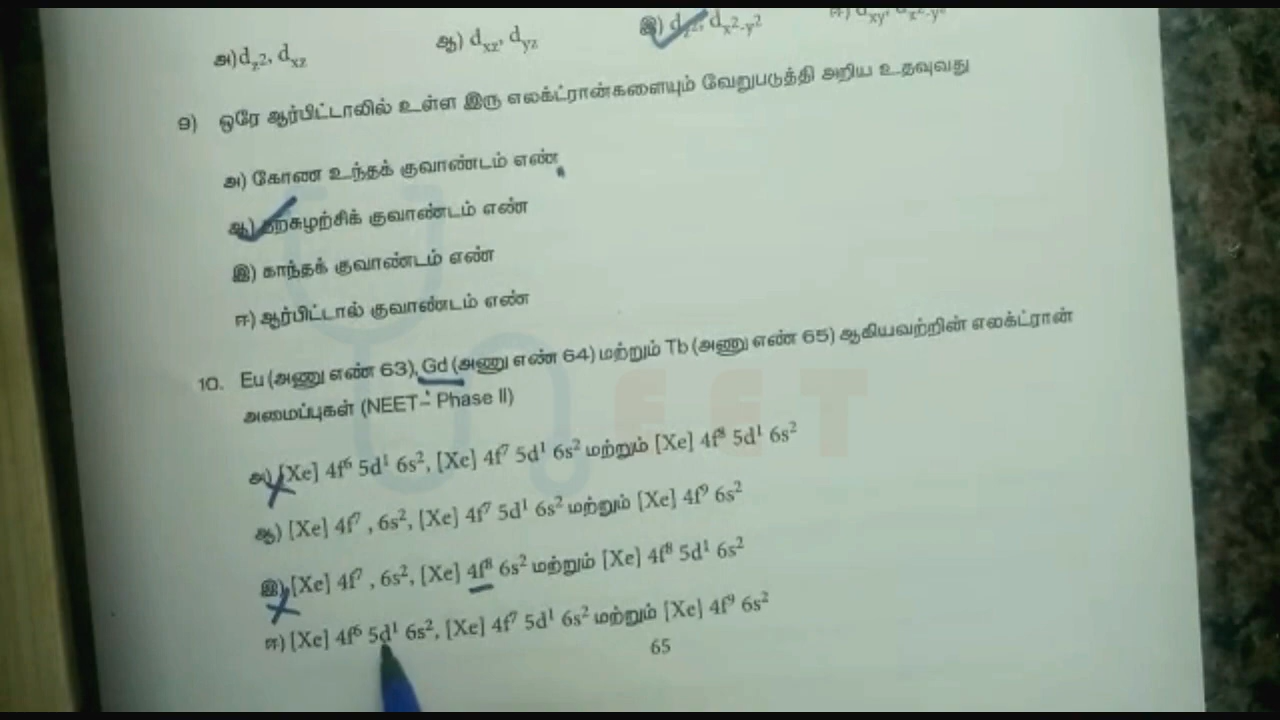 அ) d_z², d_xz ஆ) d_xz, d_yz இ) d_z², d_x²-y² ஈ) d_xy, d_x²-y²
9) ஒரே ஆர்பிட்டாலில் உள்ள இரு எலக்ட்ரான்களையும் வேறுபடுத்தி அறிய உதவுவது
அ) கோண உந்தக் குவாண்டம் எண்
ஆ) தற்சுழற்சிக் குவாண்டம் எண்
இ) காந்தக் குவாண்டம் எண்
ஈ) ஆர்பிட்டால் குவாண்டம் எண்
10. Eu (அணு எண் 63), Gd (அணு எண் 64) மற்றும் Tb (அணு எண் 65) ஆகியவற்றின் எலக்ட்ரான்
அமைப்புகள் (NEET – Phase II)
அ) [Xe] 4f⁶ 5d¹ 6s², [Xe] 4f⁷ 5d¹ 6s² மற்றும் [Xe] 4f⁸ 5d¹ 6s²
ஆ) [Xe] 4f⁷ , 6s², [Xe] 4f⁷ 5d¹ 6s² மற்றும் [Xe] 4f⁹ 6s²
இ) [Xe] 4f⁷ , 6s², [Xe] 4f⁸ 6s² மற்றும் [Xe] 4f⁸ 5d¹ 6s²
ஈ) [Xe] 4f⁶ 5d¹ 6s², [Xe] 4f⁷ 5d¹ 6s² மற்றும் [Xe] 4f⁹ 6s²
65